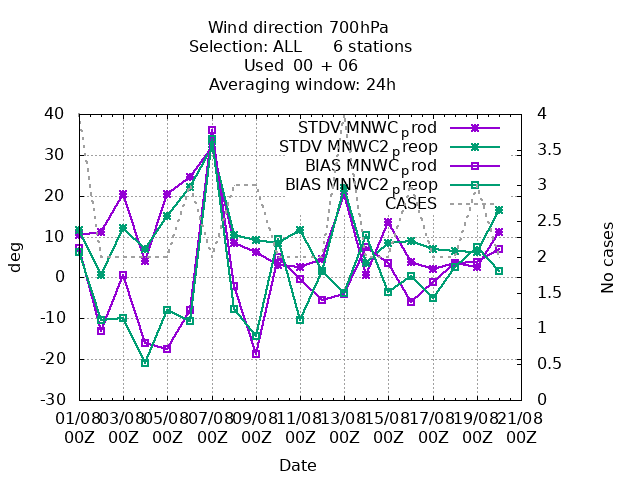 Wind direction 700hPa
Selection: ALL 6 stations
Used 00 + 06
Averaging window: 24h
40 4
STDV MNWC_prod
STDV MNWC2_preop
BIAS MNWC_prod
BIAS MNWC2_preop
CASES
30 3.5
20 3
10 2.5
0 2
-10 1.5
-20 1
-30 0.5
0
deg
No cases
01/08 03/08 05/08 07/08 09/08 11/08 13/08 15/08 17/08 19/08 21/08
00Z 00Z 00Z 00Z 00Z 00Z 00Z 00Z 00Z 00Z 00Z
Date